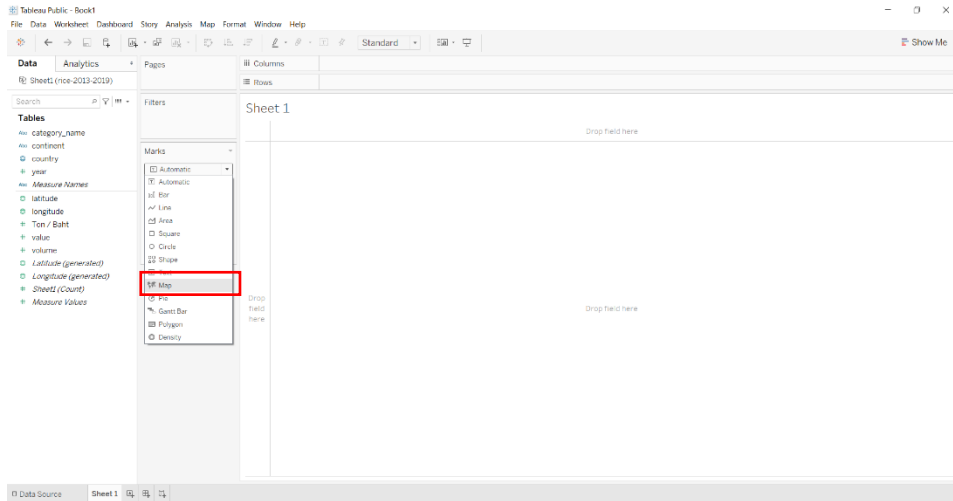 Tableau Public - Book1
File Data Worksheet Dashboard Story Analysis Map Format Window Help
Standard
Show Me
Data Analytics
Pages
Columns
Sheet1 (rice-2013-2019)
Rows
Search
Filters
Sheet 1
Tables
Abc category_name
Drop field here
Abc continent
country
Marks
year
Automatic
Abc Measure Names
Automatic
latitude
Bar
longitude
Line
Ton / Baht
Area
value
Square
volume
Circle
Latitude (generated)
Shape
Longitude (generated)
Text
Sheet1 (Count)
Map
Measure Values
Pie
Drop
field
here
Drop field here
Gantt Bar
Polygon
Density
Data Source
Sheet 1